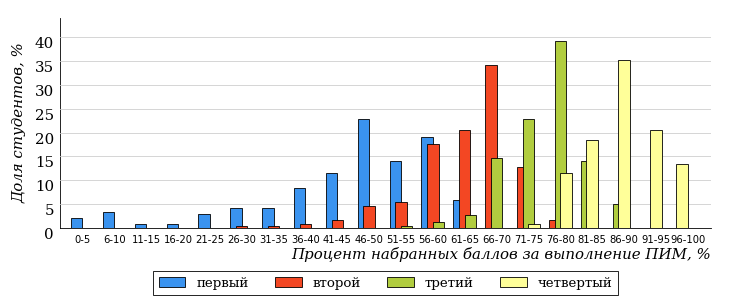 Доля студентов, %
40
35
30
25
20
15
10
5
0
0-5 6-10 11-15 16-20 21-25 26-30 31-35 36-40 41-45 46-50 51-55 56-60 61-65 66-70 71-75 76-80 81-85 86-90 91-95 96-100
Процент набранных баллов за выполнение ПИМ, %
первый второй третий четвертый